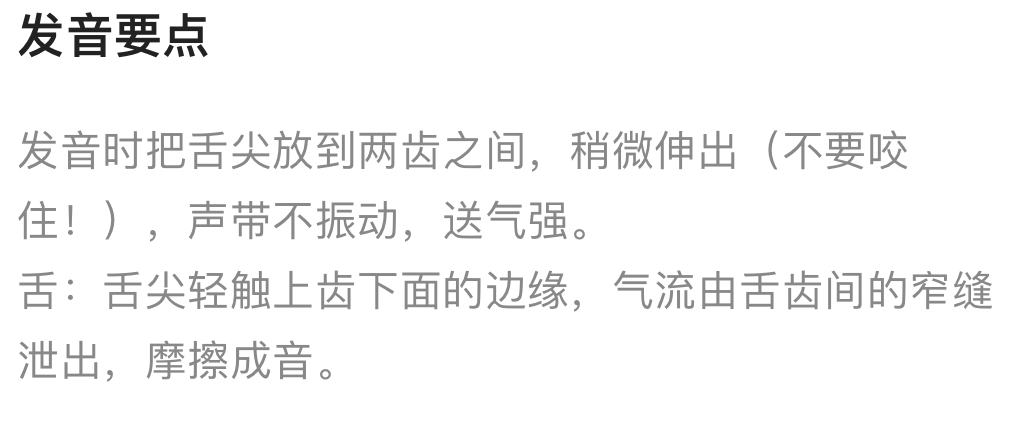 发音要点
发音时把舌尖放到两齿之间，稍微伸出（不要咬
住！），声带不振动，送气强。
舌：舌尖轻触上齿下面的边缘，气流由舌齿间的窄缝
泄出，摩擦成音。